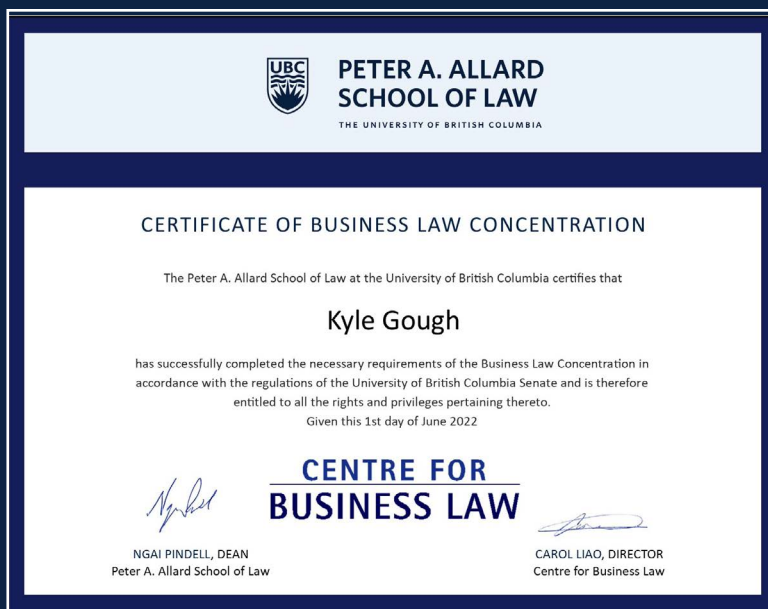 UBC
PETER A. ALLARD
SCHOOL OF LAW
THE UNIVERSITY OF BRITISH COLUMBIA
CERTIFICATE OF BUSINESS LAW CONCENTRATION
The Peter A. Allard School of Law at the University of British Columbia certifies that
Kyle Gough
has successfully completed the necessary requirements of the Business Law Concentration in
accordance with the regulations of the University of British Columbia Senate and is therefore
entitled to all the rights and privileges pertaining thereto.
Given this 1st day of June 2022
CENTRE FOR
BUSINESS LAW
NGAI PINDELL, DEAN
Peter A. Allard School of Law
CAROL LIAO, DIRECTOR
Centre for Business Law